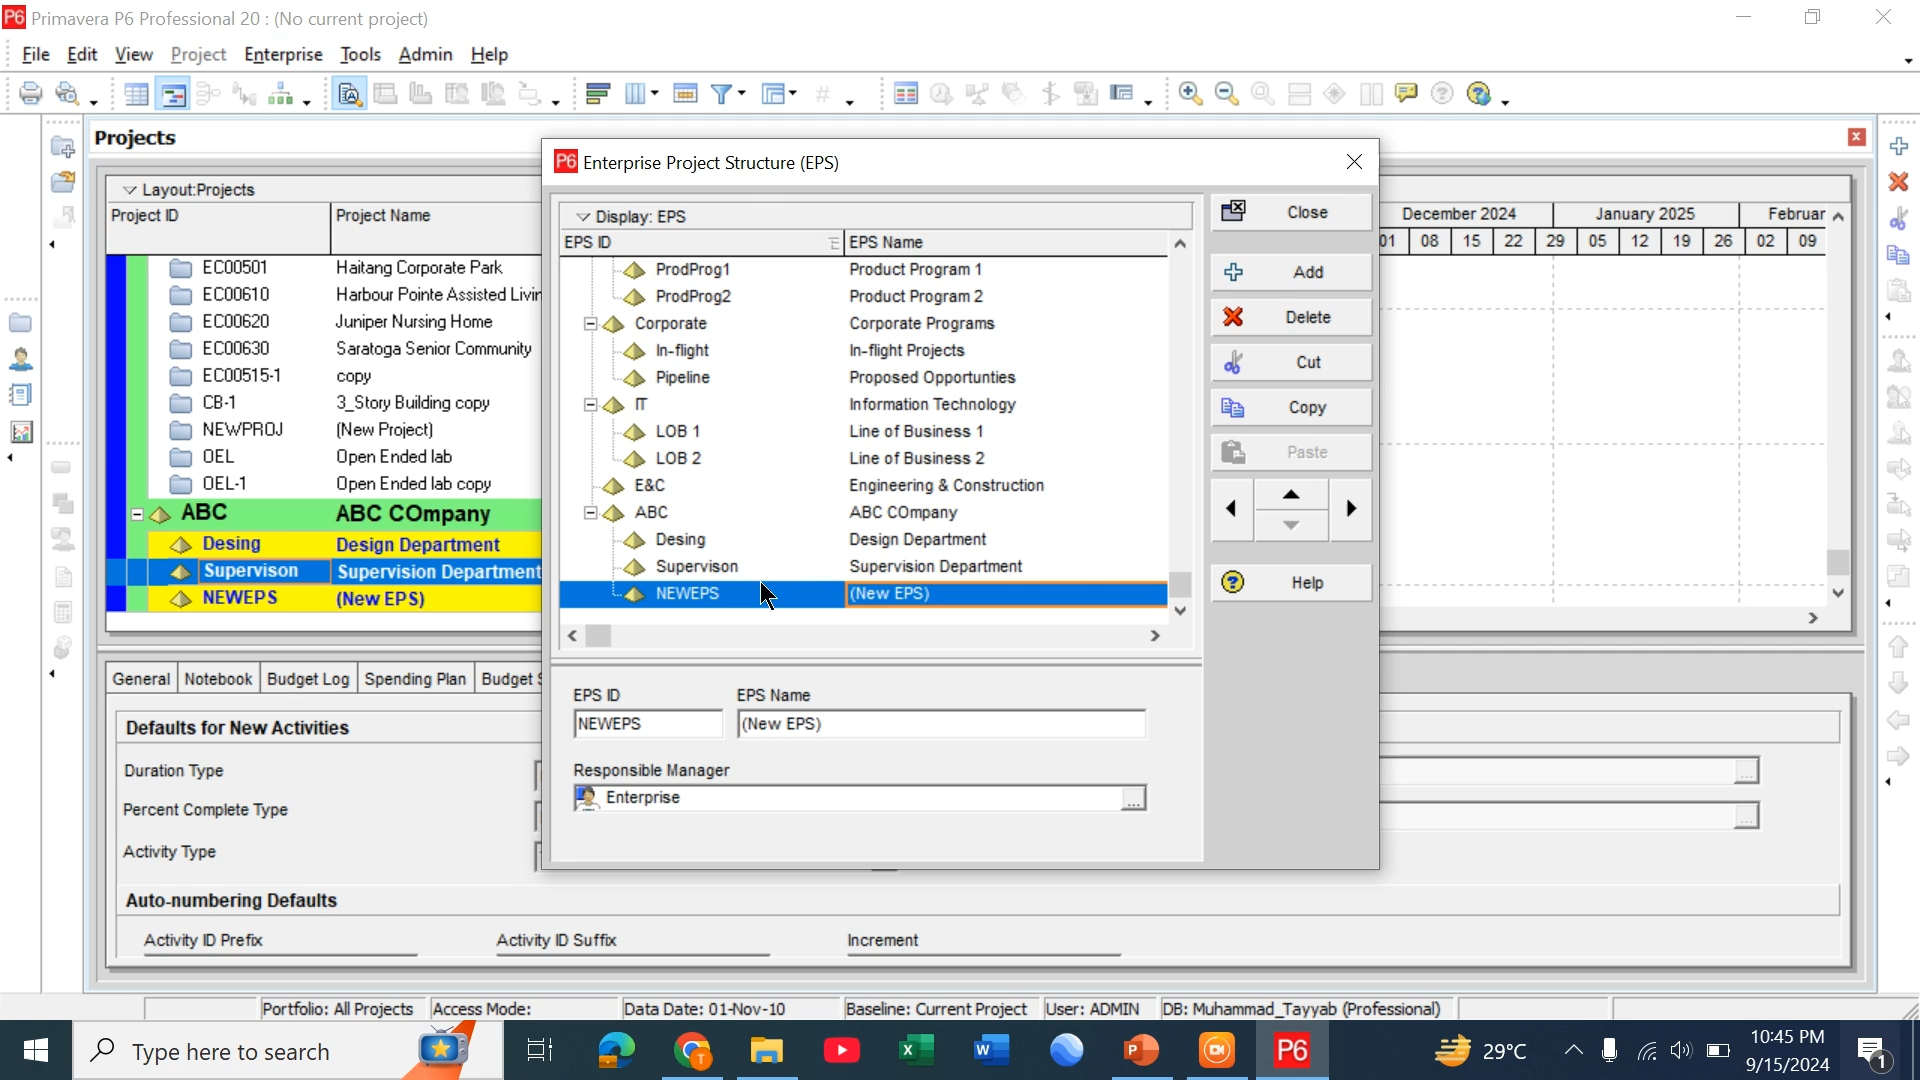 P6 Primavera P6 Professional 20 : (No current project)
File Edit View Project Enterprise Tools Admin Help
Projects
Layout:Projects
Project ID Project Name
EC00501 Haitang Corporate Park
EC00610 Harbour Pointe Assisted Livin
EC00620 Juniper Nursing Home
EC00630 Saratoga Senior Community
EC00515-1 copy
CB-1 3_Story Building copy
NEWPROJ (New Project)
OEL Open Ended lab
OEL-1 Open Ended lab copy
ABC ABC COmpany
Desing Design Department
Supervison Supervision Department
NEWEPS (New EPS)
December 2024 January 2025 Februar
01 08 15 22 29 05 12 19 26 02 09
P6 Enterprise Project Structure (EPS)
Display: EPS
EPS ID EPS Name
ProdProg1 Product Program 1
ProdProg2 Product Program 2
Corporate Corporate Programs
In-flight In-flight Projects
Pipeline Proposed Opportunties
IT Information Technology
LOB 1 Line of Business 1
LOB 2 Line of Business 2
E&C Engineering & Construction
ABC ABC COmpany
Desing Design Department
Supervison Supervision Department
NEWEPS (New EPS)
Close
Add
Delete
Cut
Copy
Paste
Help
EPS ID EPS Name
NEWEPS (New EPS)
Responsible Manager
Enterprise ...
General Notebook Budget Log Spending Plan Budget S
Defaults for New Activities
Duration Type
Percent Complete Type
Activity Type
Auto-numbering Defaults
Activity ID Prefix Activity ID Suffix Increment
Portfolio: All Projects Access Mode: Data Date: 01-Nov-10 Baseline: Current Project User: ADMIN DB: Muhammad_Tayyab (Professional)
Type here to search
29°C
10:45 PM
9/15/2024
1